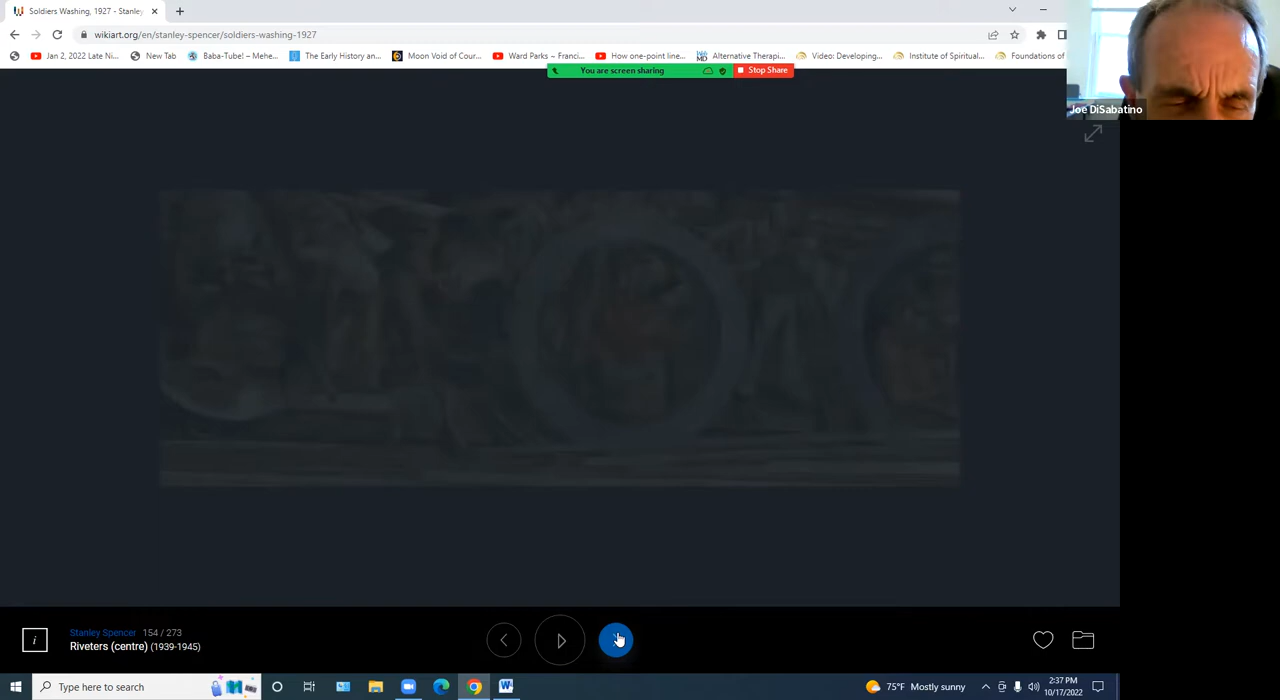 Soldiers Washing, 1927 - Stanley
wikiart.org/en/stanley-spencer/soldiers-washing-1927
Jan 2, 2022 Late Ni... New Tab Baba-Tube! ~ Mehe... The Early History an... Moon Void of Cour... Ward Parks ~ Franci... How one-point line... Alternative Therapi... Video: Developing... Institute of Spiritual... Foundations of
You are screen sharing Stop Share
Joe DiSabatino
i
Stanley Spencer 154 / 273
Riveters (centre) (1939-1945)
Type here to search
75°F Mostly sunny
2:37 PM
10/17/2022